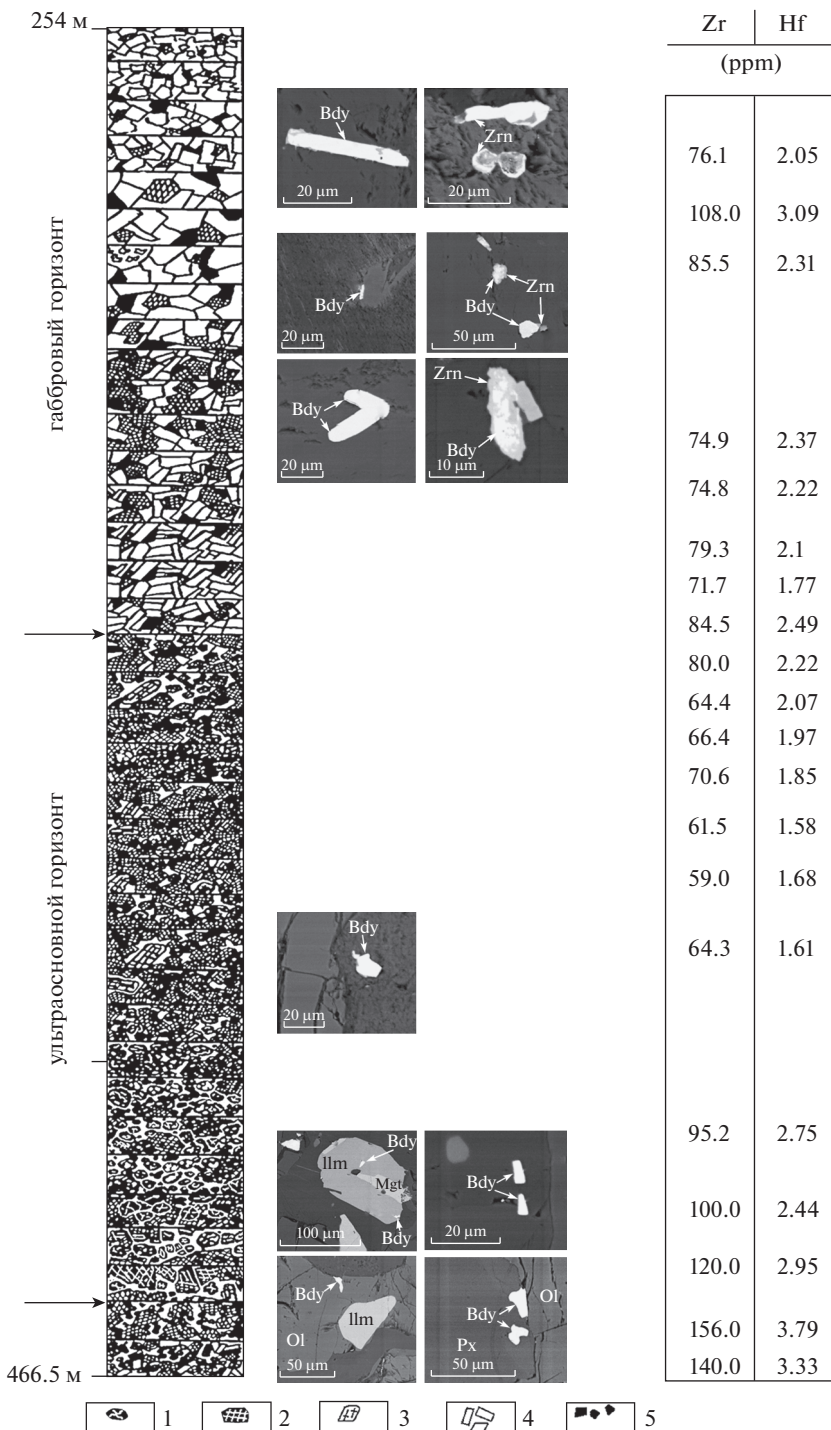 254 м
Zr Hf
(ppm)
габбровый горизонт
ультраосновной горизонт
Bdy
20 µm
Zrn
20 µm
Bdy
20 µm
Zrn
Bdy
50 µm
Bdy
20 µm
Zrn
Bdy
10 µm
Bdy
20 µm
Bdy
llm
Mgt
Bdy
100 µm
Bdy
20 µm
Bdy
llm
Ol
50 µm
Ol
Bdy
Px
50 µm
76.1 2.05
108.0 3.09
85.5 2.31
74.9 2.37
74.8 2.22
79.3 2.1
71.7 1.77
84.5 2.49
80.0 2.22
64.4 2.07
66.4 1.97
70.6 1.85
61.5 1.58
59.0 1.68
64.3 1.61
95.2 2.75
100.0 2.44
120.0 2.95
156.0 3.79
140.0 3.33
466.5 м
1 2 3 4 5